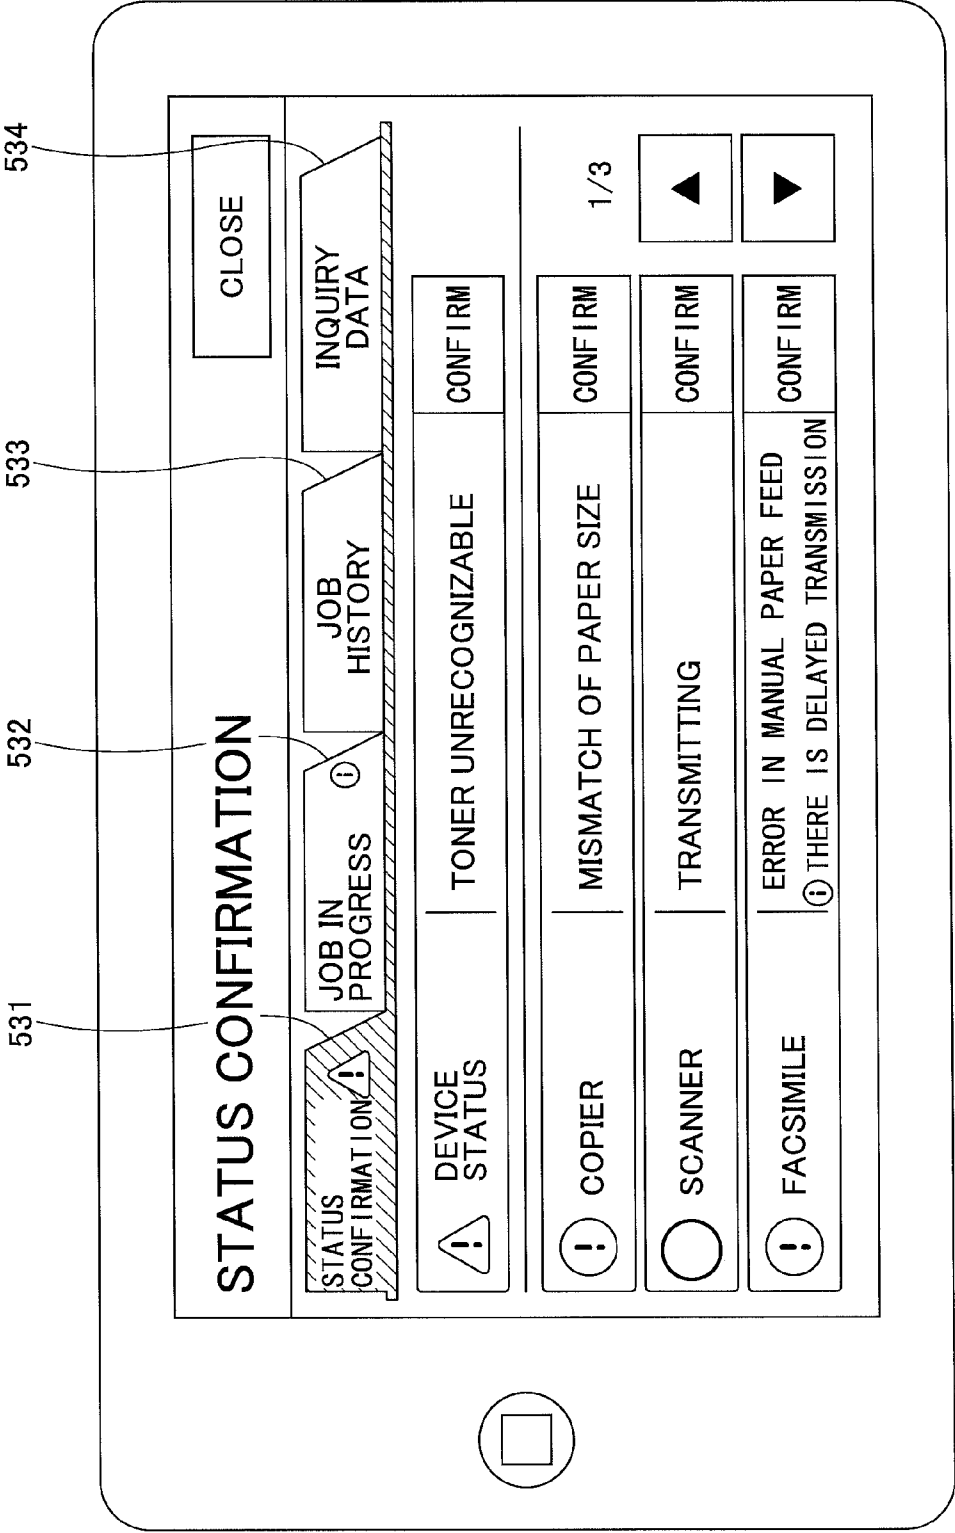 531
532
533
534
STATUS CONFIRMATION
CLOSE
STATUS
CONFIRMATION
JOB IN
PROGRESS
JOB
HISTORY
INQUIRY
DATA
DEVICE
STATUS
TONER UNRECOGNIZABLE
CONFIRM
1/3
COPIER
MISMATCH OF PAPER SIZE
CONFIRM
SCANNER
TRANSMITTING
CONFIRM
FACSIMILE
ERROR IN MANUAL PAPER FEED
THERE IS DELAYED TRANSMISSION
CONFIRM